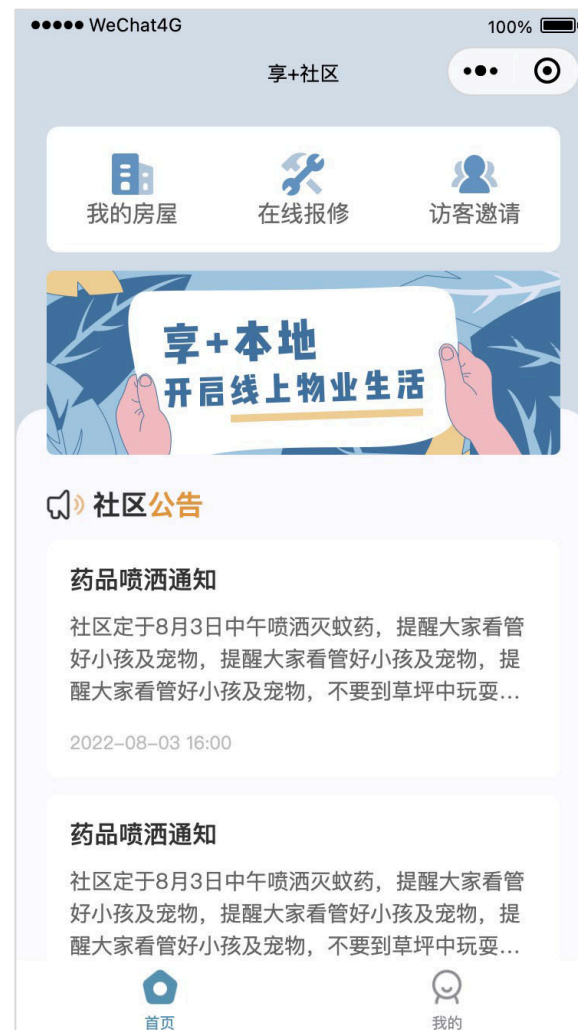 ●●●●● WeChat4G
100%
享+社区
我的房屋
在线报修
访客邀请
享+本地
开启线上物业生活
社区公告
药品喷洒通知
社区定于8月3日中午喷洒灭蚊药，提醒大家看管
好小孩及宠物，提醒大家看管好小孩及宠物，提
醒大家看管好小孩及宠物，不要到草坪中玩耍...
2022-08-03 16:00
药品喷洒通知
社区定于8月3日中午喷洒灭蚊药，提醒大家看管
好小孩及宠物，提醒大家看管好小孩及宠物，提
醒大家看管好小孩及宠物，不要到草坪中玩耍...
首页
我的